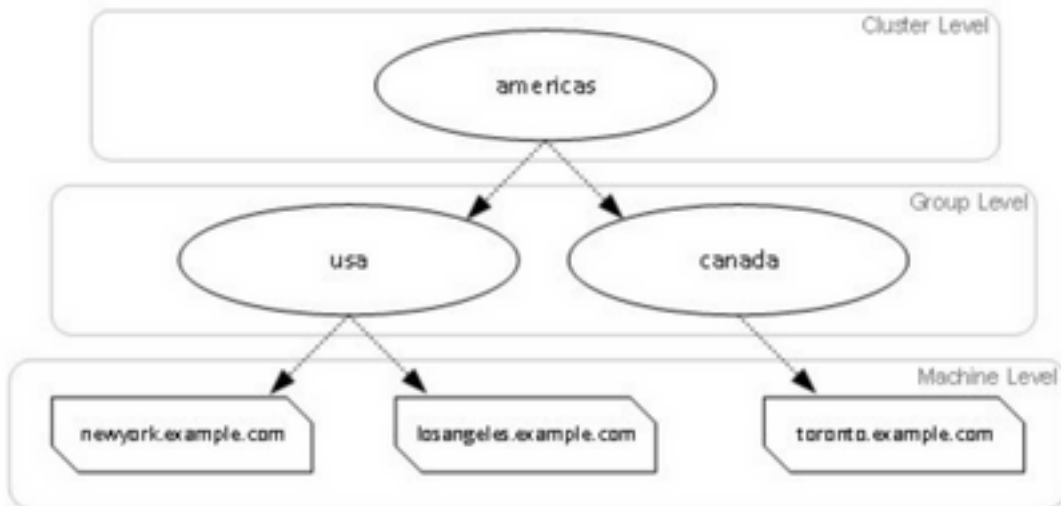 Cluster Level
americas
Group Level
usa
canada
Machine Level
newyork.example.com
losangeles.example.com
toronto.example.com